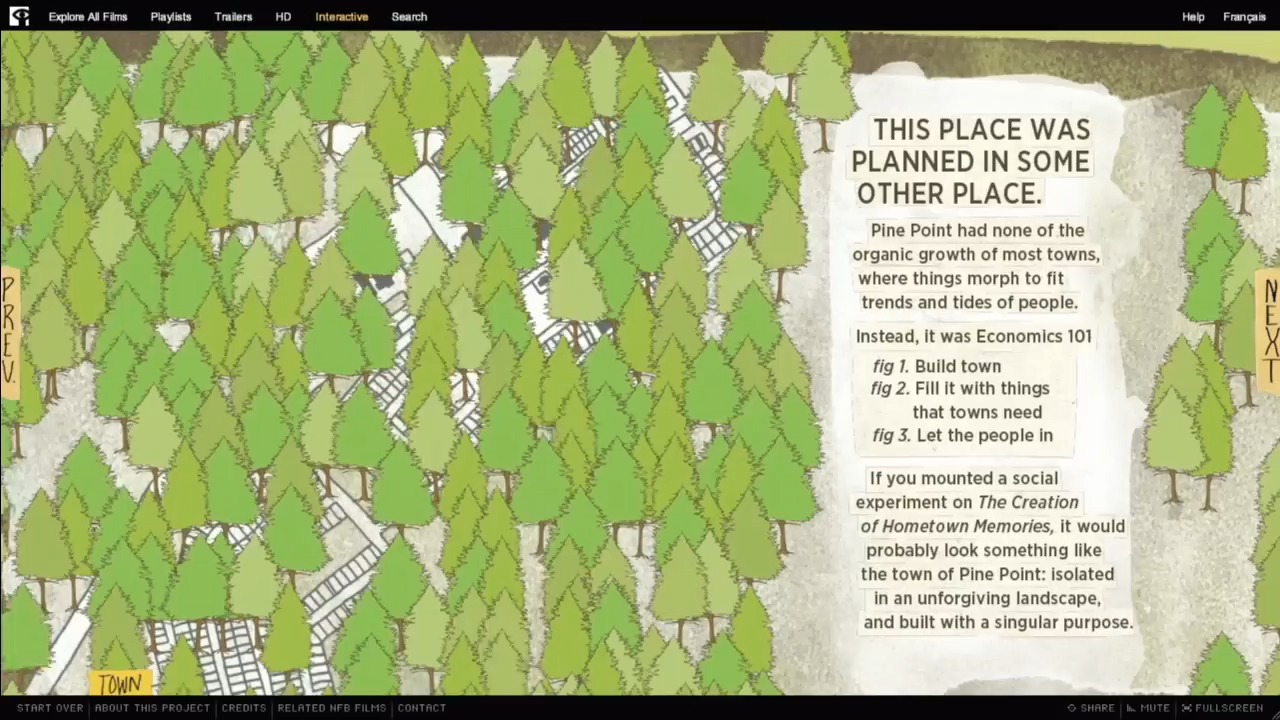 Explore All Films Playlists Trailers HD Interactive Search Help Français
THIS PLACE WAS
PLANNED IN SOME
OTHER PLACE.
Pine Point had none of the
organic growth of most towns,
where things morph to fit
trends and tides of people.
Instead, it was Economics 101
fig 1. Build town
fig 2. Fill it with things
that towns need
fig 3. Let the people in
If you mounted a social
experiment on The Creation
of Hometown Memories, it would
probably look something like
the town of Pine Point: isolated
in an unforgiving landscape,
and built with a singular purpose.
PREV.
NEXT
TOWN
START OVER ABOUT THIS PROJECT CREDITS RELATED NFB FILMS CONTACT SHARE MUTE FULLSCREEN